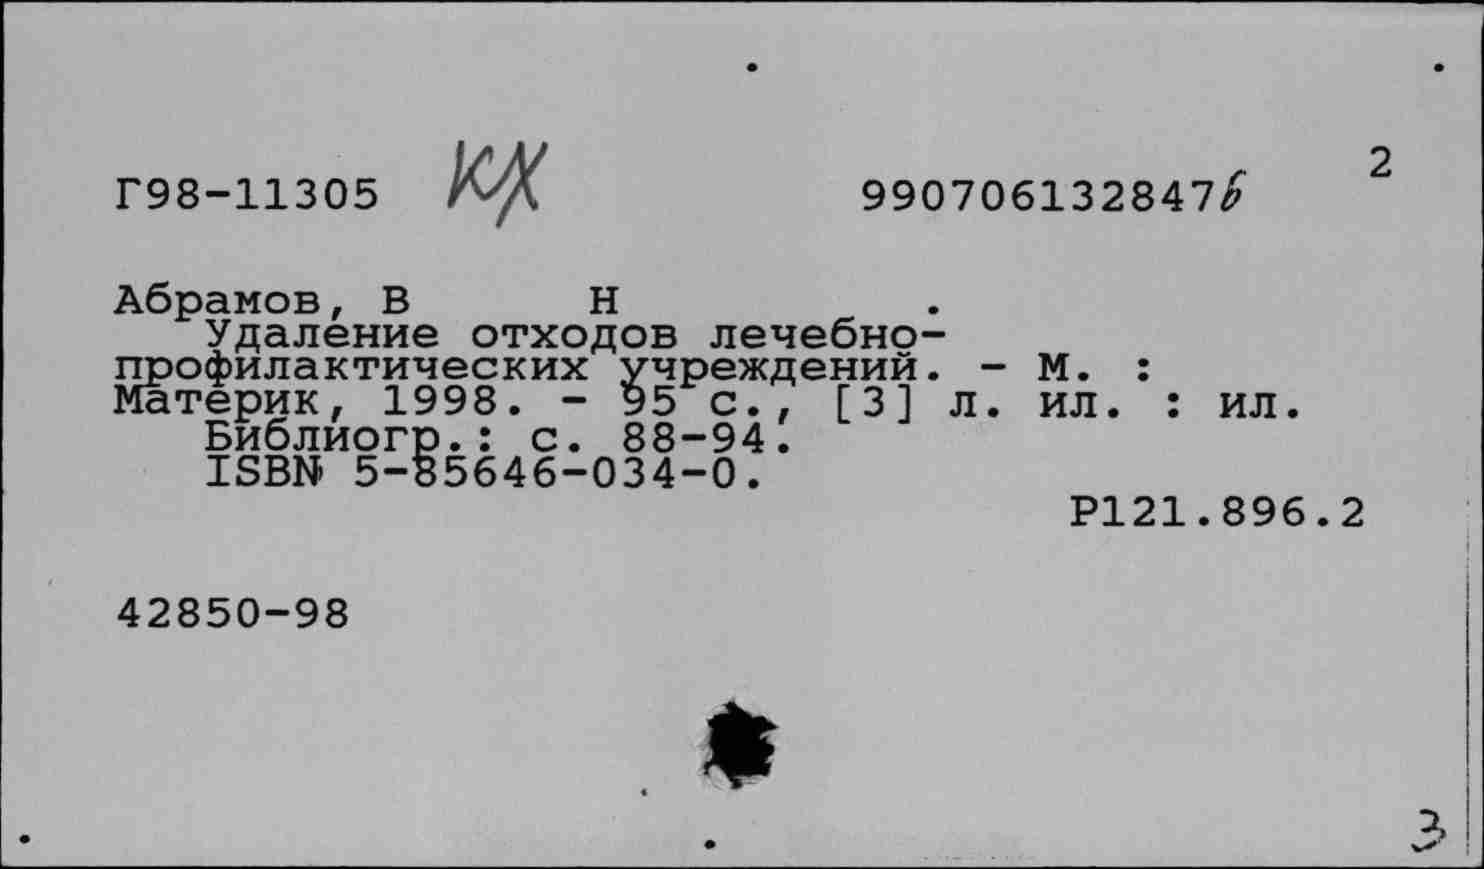 2
Г98-11305 КХ 990706132847б
Абрамов, В Н .
Удаление отходов лечебно-
профилактических учреждений. - М. :
Материк, 1998. - 95 с., [3] л. ил. : ил.
Библиогр.: с. 88-94.
ISBN 5-85646-034-0.
Р121.896.2
42850-98
3